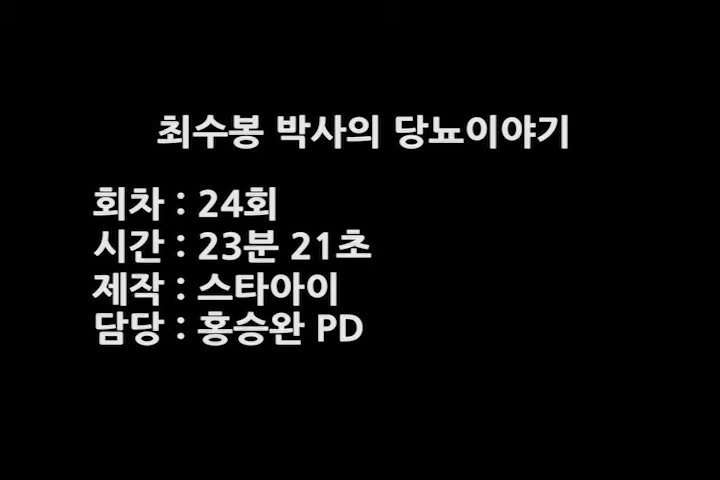 최수봉 박사의 당뇨이야기
회차 : 24회
시간 : 23분 21초
제작 : 스타아이
담당 : 홍승완 PD